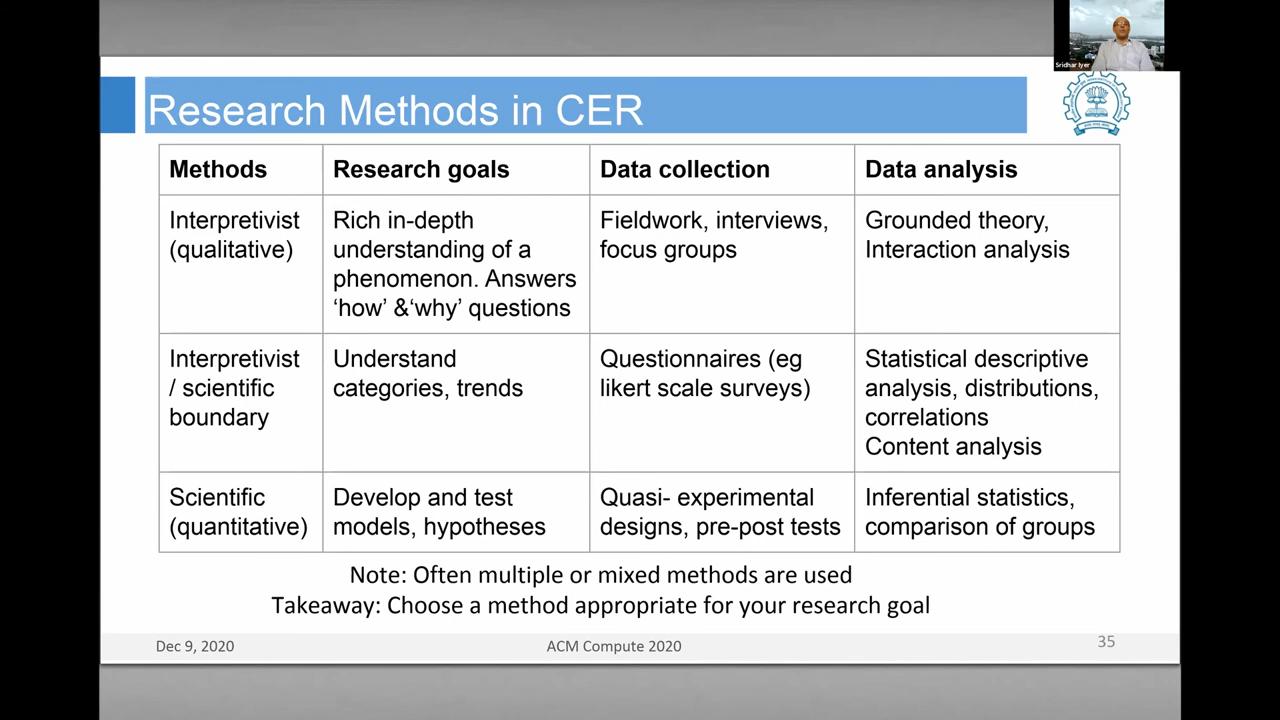 Sridhar Iyer
Research Methods in CER
Methods
Research goals
Data collection
Data analysis
Interpretivist
(qualitative)
Rich in-depth
understanding of a
phenomenon. Answers
‘how’ &‘why’ questions
Fieldwork, interviews,
focus groups
Grounded theory,
Interaction analysis
Interpretivist
/ scientific
boundary
Understand
categories, trends
Questionnaires (eg
likert scale surveys)
Statistical descriptive
analysis, distributions,
correlations
Content analysis
Scientific
(quantitative)
Develop and test
models, hypotheses
Quasi- experimental
designs, pre-post tests
Inferential statistics,
comparison of groups
Note: Often multiple or mixed methods are used
Takeaway: Choose a method appropriate for your research goal
Dec 9, 2020
ACM Compute 2020
35